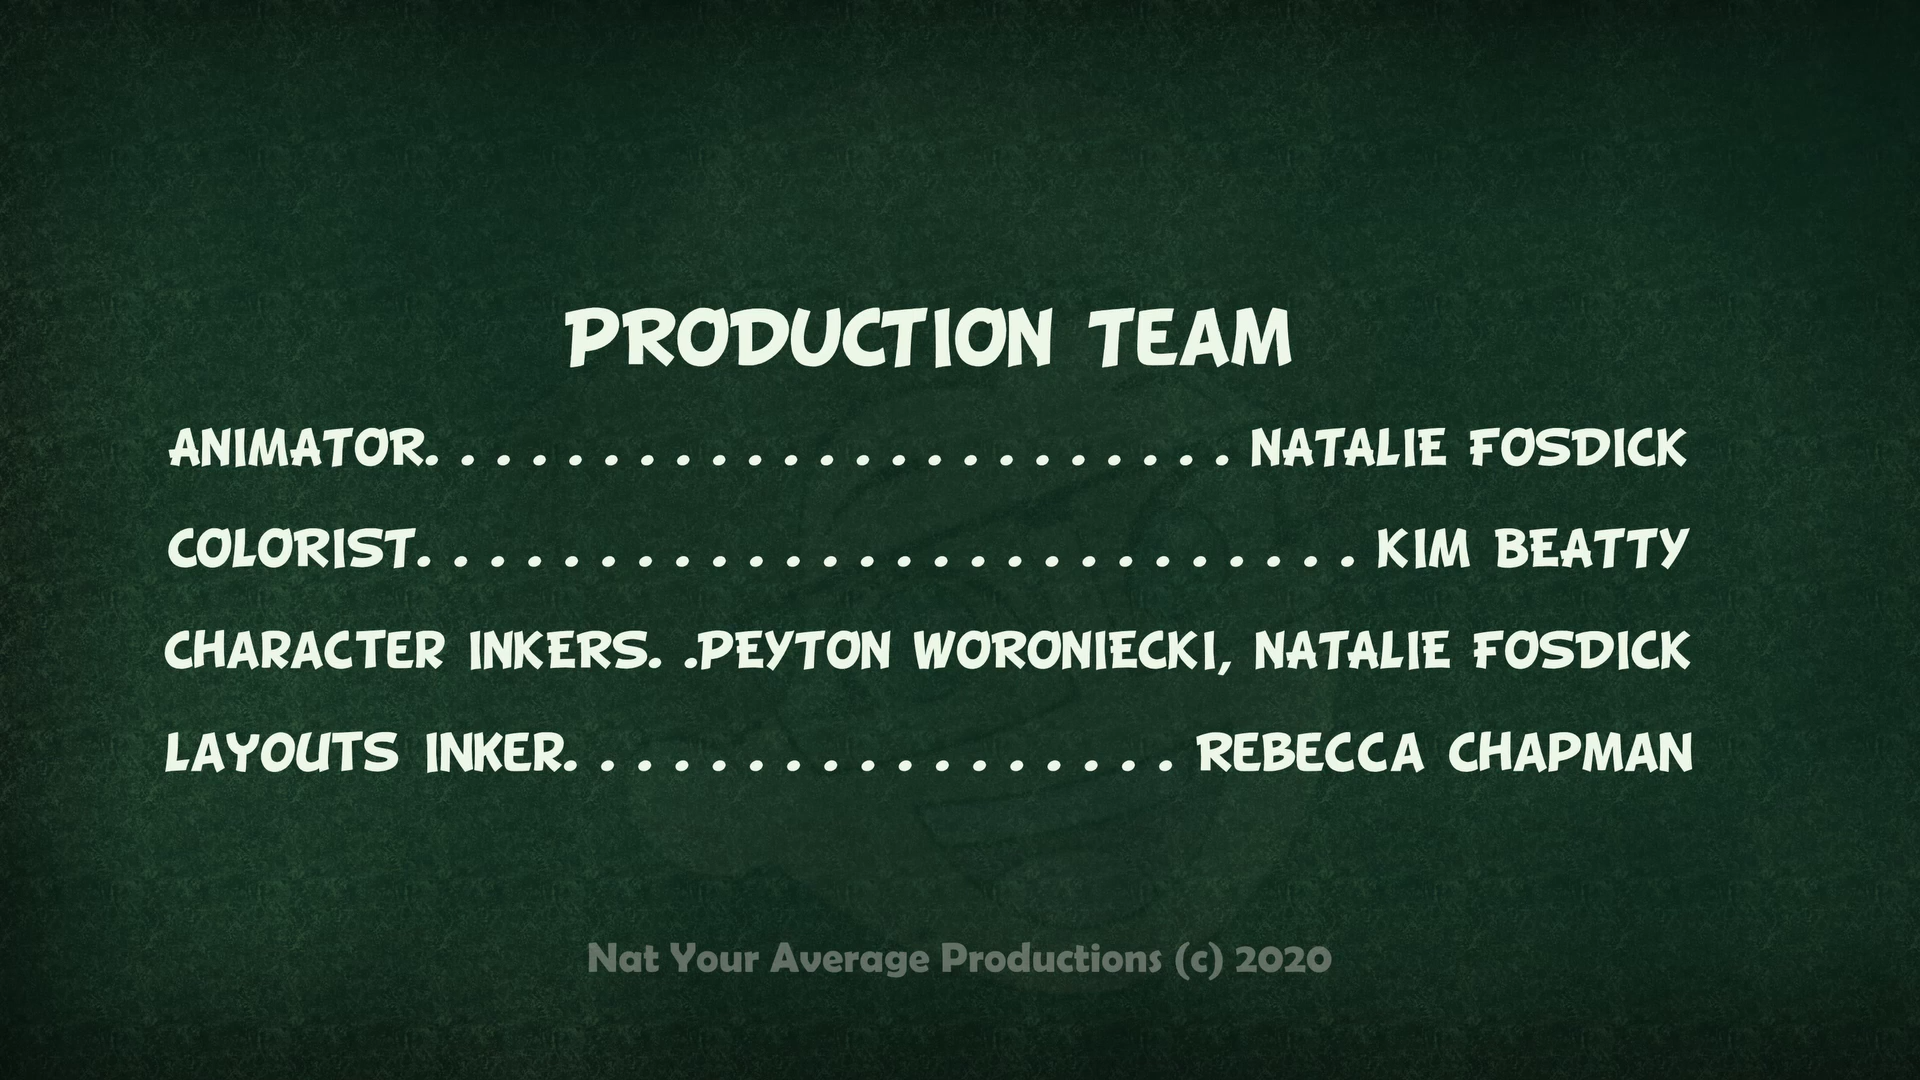 PRODUCTION TEAM
ANIMATOR. . . . . . . . . . . . . . . . . . . . . . . NATALIE FOSDICK
COLORIST. . . . . . . . . . . . . . . . . . . . . . . . . . KIM BEATTY
CHARACTER INKERS. .PEYTON WORONIECKI, NATALIE FOSDICK
LAYOUTS INKER. . . . . . . . . . . . . . . . . REBECCA CHAPMAN
Nat Your Average Productions (c) 2020